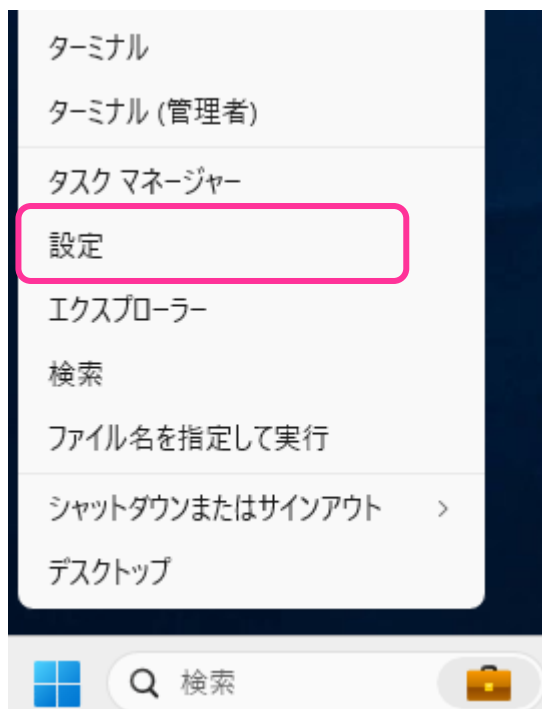 ターミナル
ターミナル (管理者)
タスク マネージャー
設定
エクスプローラー
検索
ファイル名を指定して実行
シャットダウンまたはサインアウト
デスクトップ
検索